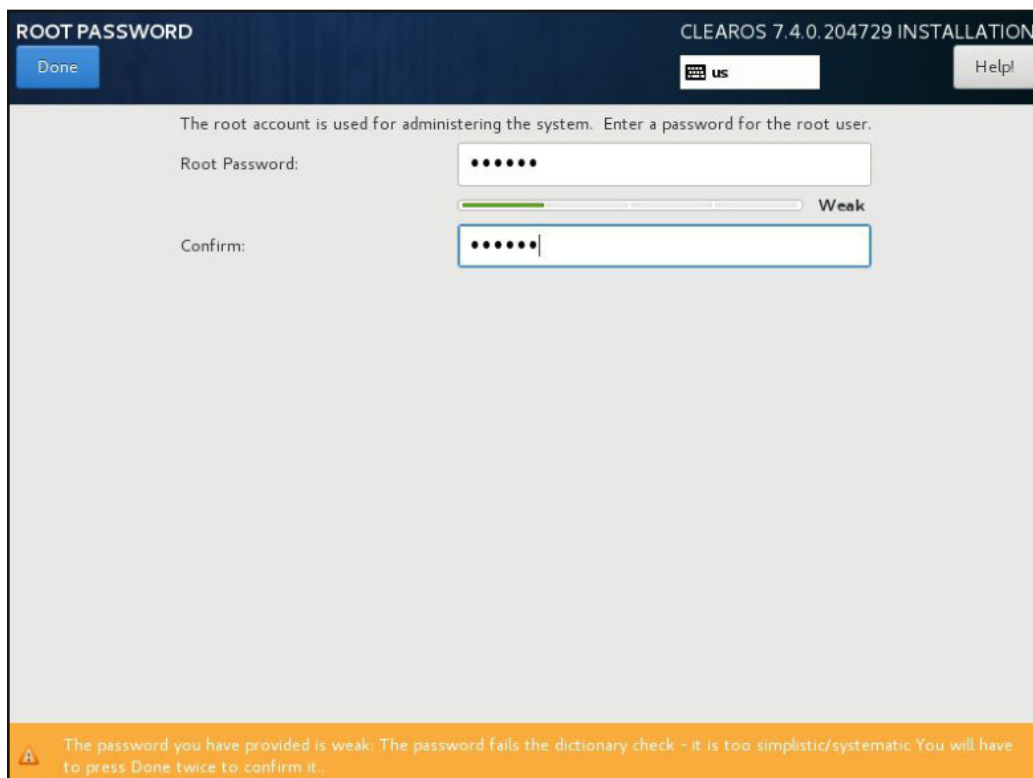 ROOT PASSWORD
CLEAROS 7.4.0.204729 INSTALLATION
Done
us
Help!
The root account is used for administering the system. Enter a password for the root user.
Root Password:
••••••
Weak
Confirm:
••••••
The password you have provided is weak: The password fails the dictionary check - it is too simplistic/systematic You will have
to press Done twice to confirm it..